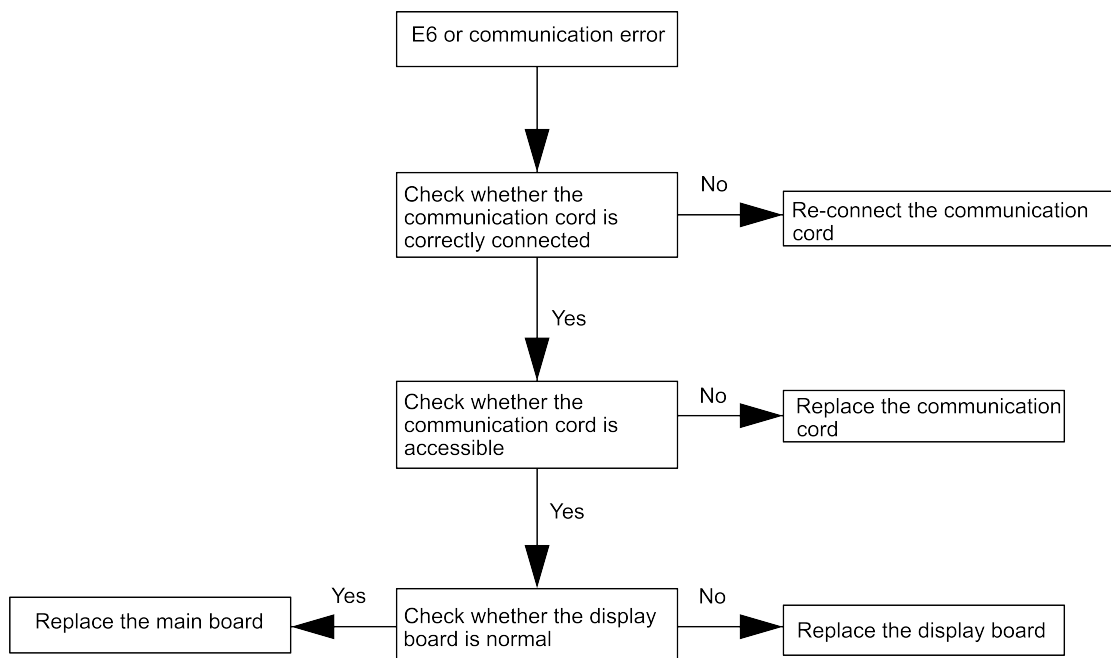 E6 or communication error
Check whether the
communication cord is
correctly connected
No
Re-connect the communication
cord
Yes
Check whether the
communication cord is
accessible
No
Replace the communication
cord
Yes
Replace the main board
Yes
Check whether the display
board is normal
No
Replace the display board